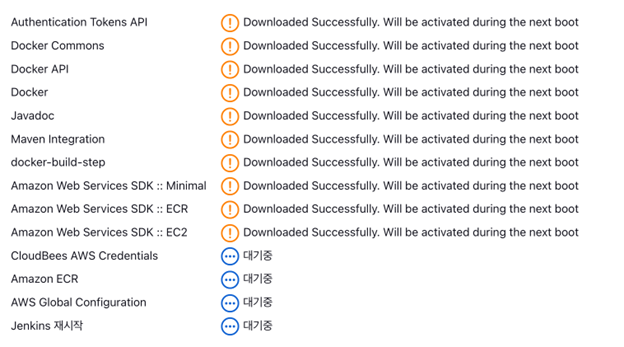 Authentication Tokens API Downloaded Successfully. Will be activated during the next boot
Docker Commons Downloaded Successfully. Will be activated during the next boot
Docker API Downloaded Successfully. Will be activated during the next boot
Docker Downloaded Successfully. Will be activated during the next boot
Javadoc Downloaded Successfully. Will be activated during the next boot
Maven Integration Downloaded Successfully. Will be activated during the next boot
docker-build-step Downloaded Successfully. Will be activated during the next boot
Amazon Web Services SDK :: Minimal Downloaded Successfully. Will be activated during the next boot
Amazon Web Services SDK :: ECR Downloaded Successfully. Will be activated during the next boot
Amazon Web Services SDK :: EC2 Downloaded Successfully. Will be activated during the next boot
CloudBees AWS Credentials 대기중
Amazon ECR 대기중
AWS Global Configuration 대기중
Jenkins 재시작 대기중